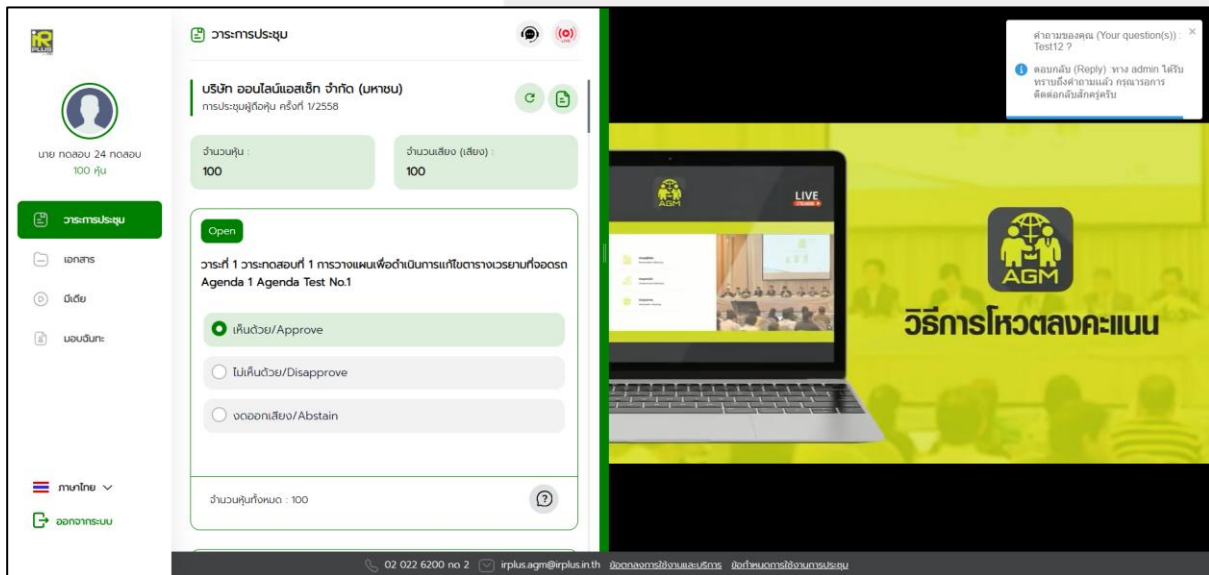 iR
PLUS
นาย ทดสอบ 24 ทดสอบ
100 หุ้น
วาระการประชุม
เอกสาร
มีเดีย
มอบฉันทะ
ภาษาไทย
ออกจากระบบ
วาระการประชุม
LIVE
บริษัท ออนไลน์แอสเซ็ท จำกัด (มหาชน)
การประชุมผู้ถือหุ้น ครั้งที่ 1/2558
จำนวนหุ้น :
100
จำนวนเสียง (เสียง) :
100
Open
วาระที่ 1 วาระทดสอบที่ 1 การวางแผนเพื่อดำเนินการแก้ไขตารางเวรยามที่จอดรถ
Agenda 1 Agenda Test No.1
เห็นด้วย/Approve
ไม่เห็นด้วย/Disapprove
งดออกเสียง/Abstain
จำนวนหุ้นทั้งหมด : 100
คำถามของคุณ (Your question(s)) :
Test12 ?
ตอบกลับ (Reply) :ทาง admin ได้รับ
ทราบถึงคำถามแล้ว กรุณารอการ
ติดต่อกลับสักครู่ครับ
AGM
LIVE
AGM
วิธีการโหวตลงคะแนน
02 022 6200 กด 2 irplus.agm@irplus.in.th ข้อตกลงการใช้งานและบริการ ข้อกำหนดการใช้งานการประชุม